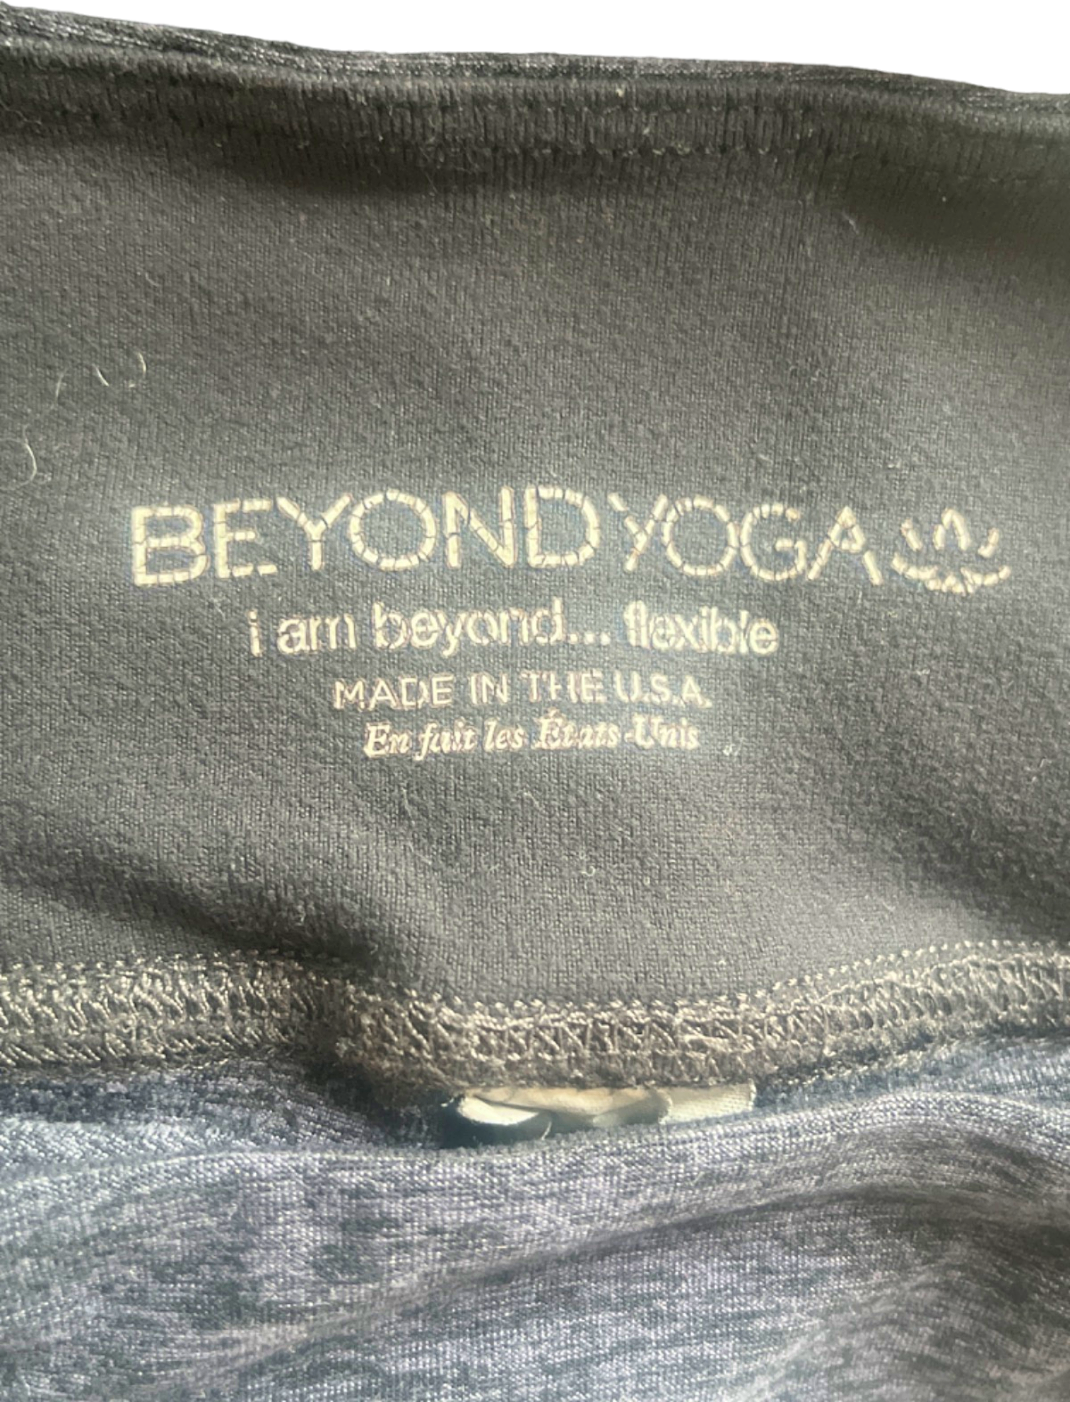 BEYOND YOGA
i am beyond... flexible
MADE IN THE U.S.A.
En fait les États-Unis